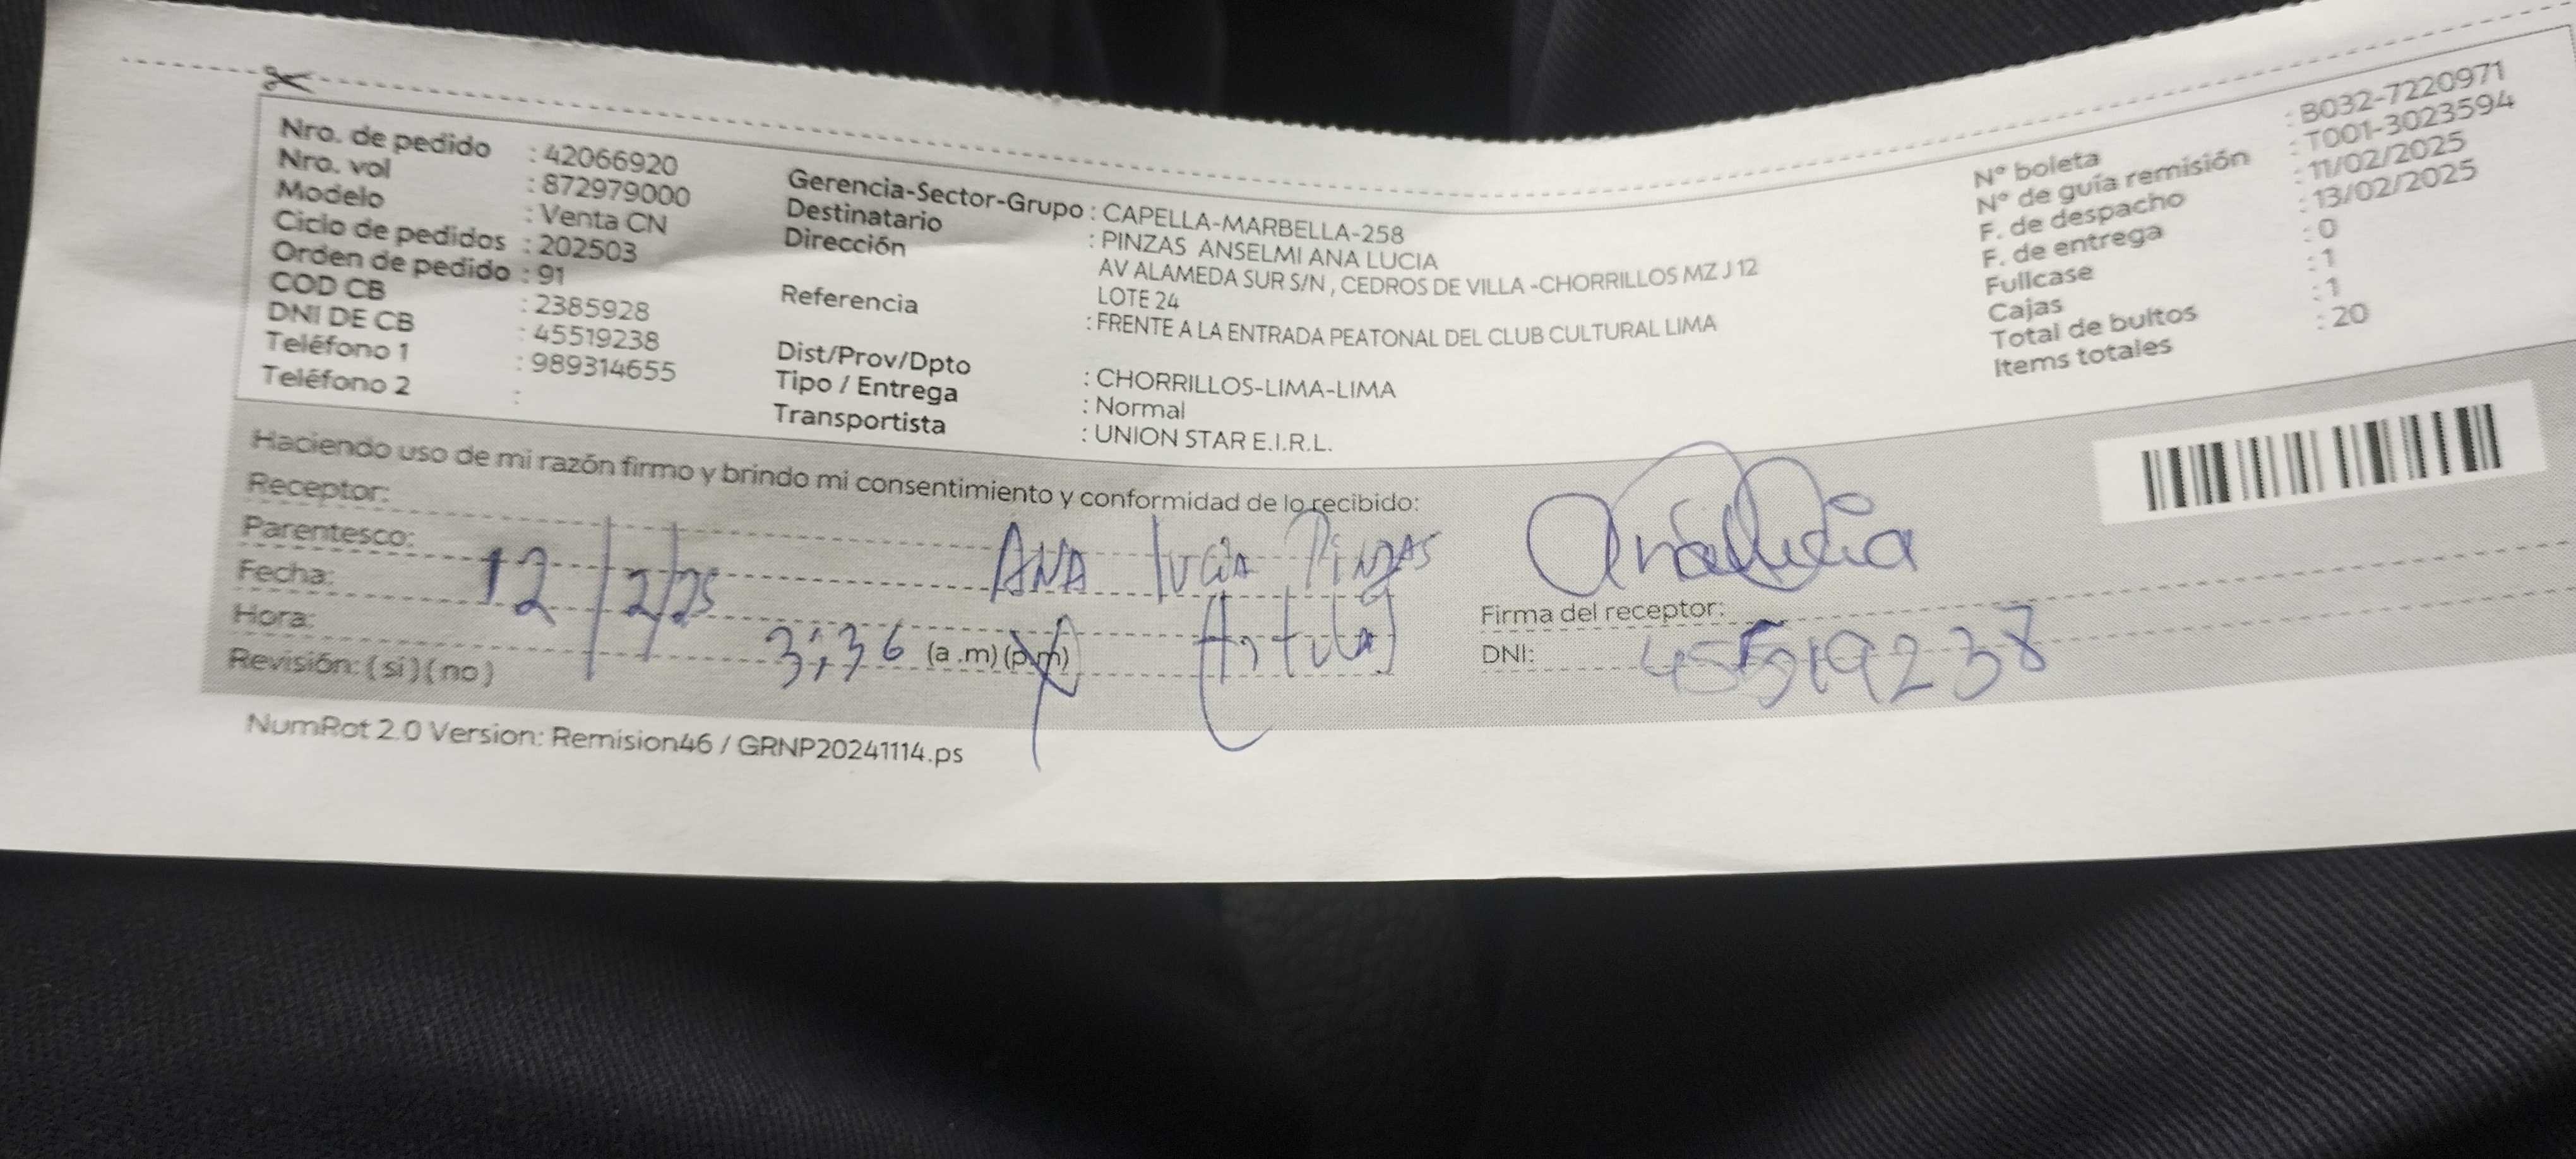 Nro. de pedido : 42066920
Nro. vol : 872979000
Modelo : Venta CN
Ciclo de pedidos : 202503
Orden de pedido : 91
COD CB : 2385928
DNI DE CB : 45519238
Teléfono 1 : 989314655
Teléfono 2 :
Gerencia-Sector-Grupo : CAPELLA-MARBELLA-258
Destinatario : PINZAS ANSELMI ANA LUCIA
Dirección AV ALAMEDA SUR S/N , CEDROS DE VILLA -CHORRILLOS MZ J 12
LOTE 24
Referencia : FRENTE A LA ENTRADA PEATONAL DEL CLUB CULTURAL LIMA
Dist/Prov/Dpto : CHORRILLOS-LIMA-LIMA
Tipo / Entrega : Normal
Transportista : UNION STAR E.I.R.L.
N° boleta : B032-7220971
N° de guía remisión : T001-3023594
F. de despacho : 11/02/2025
F. de entrega : 13/02/2025
Fullcase : 0
Cajas : 1
Total de bultos : 1
Items totales : 20
Haciendo uso de mi razón firmo y brindo mi consentimiento y conformidad de lo recibido:
Receptor:
Parentesco: ANA lucia Pinzas
Fecha: 12/2/25
Hora: 3:36 (a .m) (p.m)
Revisión: ( si ) ( no )
Ana Lucia
Firma del receptor:
DNI: 45519238
NumRot 2.0 Version: Remision46 / GRNP20241114.ps